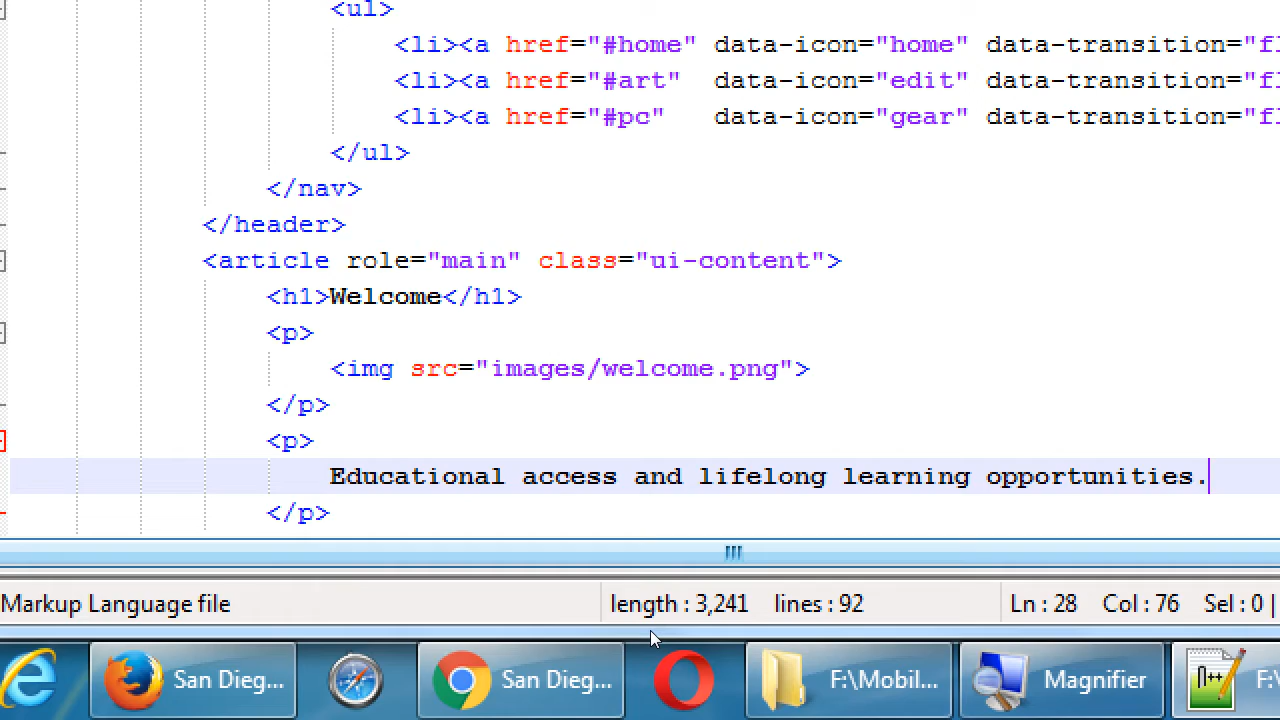 <ul>
<li><a href="#home" data-icon="home" data-transition="fl
<li><a href="#art" data-icon="edit" data-transition="fl
<li><a href="#pc" data-icon="gear" data-transition="fl
</ul>
</nav>
</header>
<article role="main" class="ui-content">
<h1>Welcome</h1>
<p>
<img src="images/welcome.png">
</p>
<p>
Educational access and lifelong learning opportunities.
</p>
Markup Language file length : 3,241 lines : 92 Ln : 28 Col : 76 Sel : 0 |
San Dieg... San Dieg... F:\Mobil... Magnifier F:\